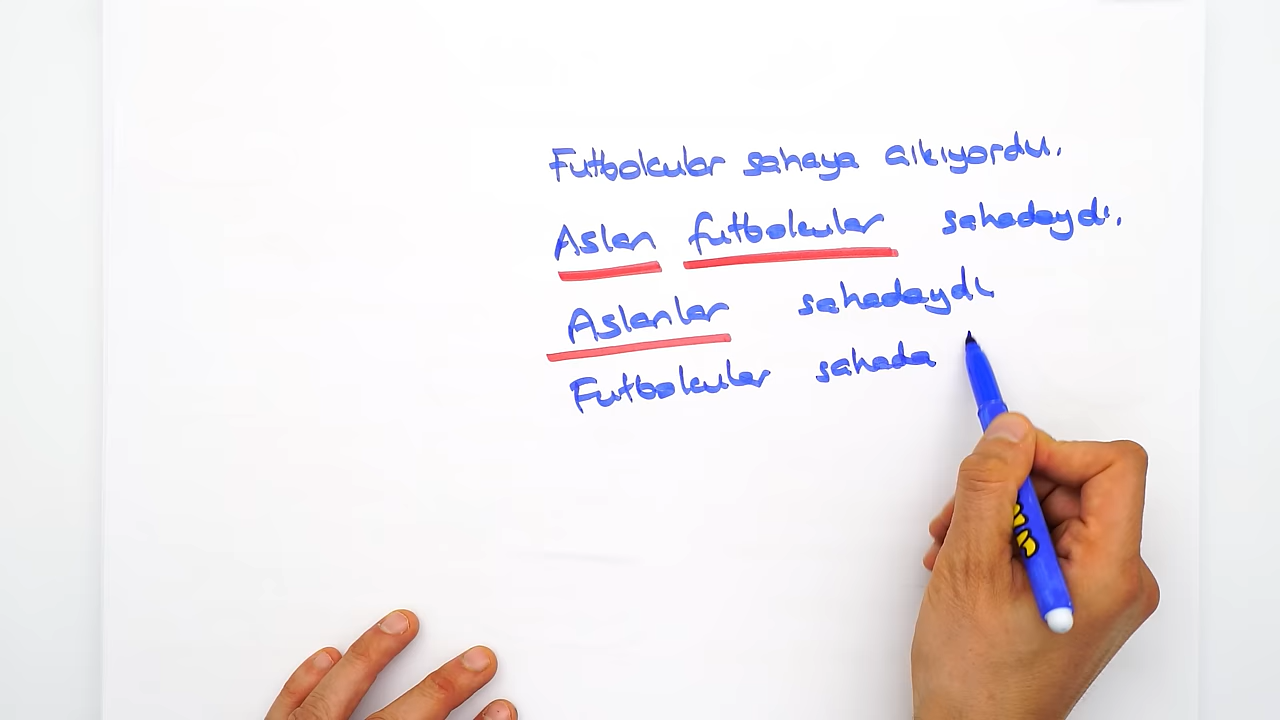 Futbolcular sahaya çıkıyordu.
Aslan futbolcular sahadaydı.
Aslanlar sahadaydı
Futbolcular sahada